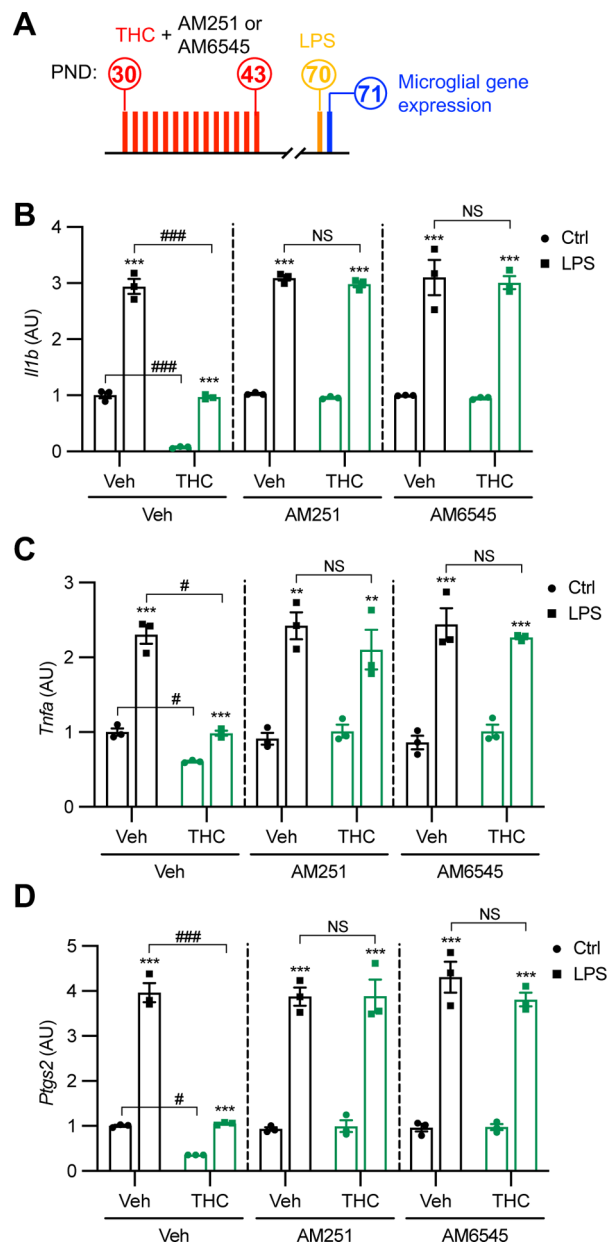 A
THC + AM251 or
AM6545
LPS
PND:
30
43
70
71
Microglial gene
expression
B
Il1b (AU)
4
3
2
1
0
###
###
***
***
NS
***
***
NS
***
***
Ctrl
LPS
Veh THC Veh THC Veh THC
Veh AM251 AM6545
C
Tnfa (AU)
3
2
1
0
#
#
***
***
NS
**
**
NS
***
***
Ctrl
LPS
Veh THC Veh THC Veh THC
Veh AM251 AM6545
D
Ptgs2 (AU)
5
4
3
2
1
0
###
#
***
***
NS
***
***
NS
***
***
Ctrl
LPS
Veh THC Veh THC Veh THC
Veh AM251 AM6545